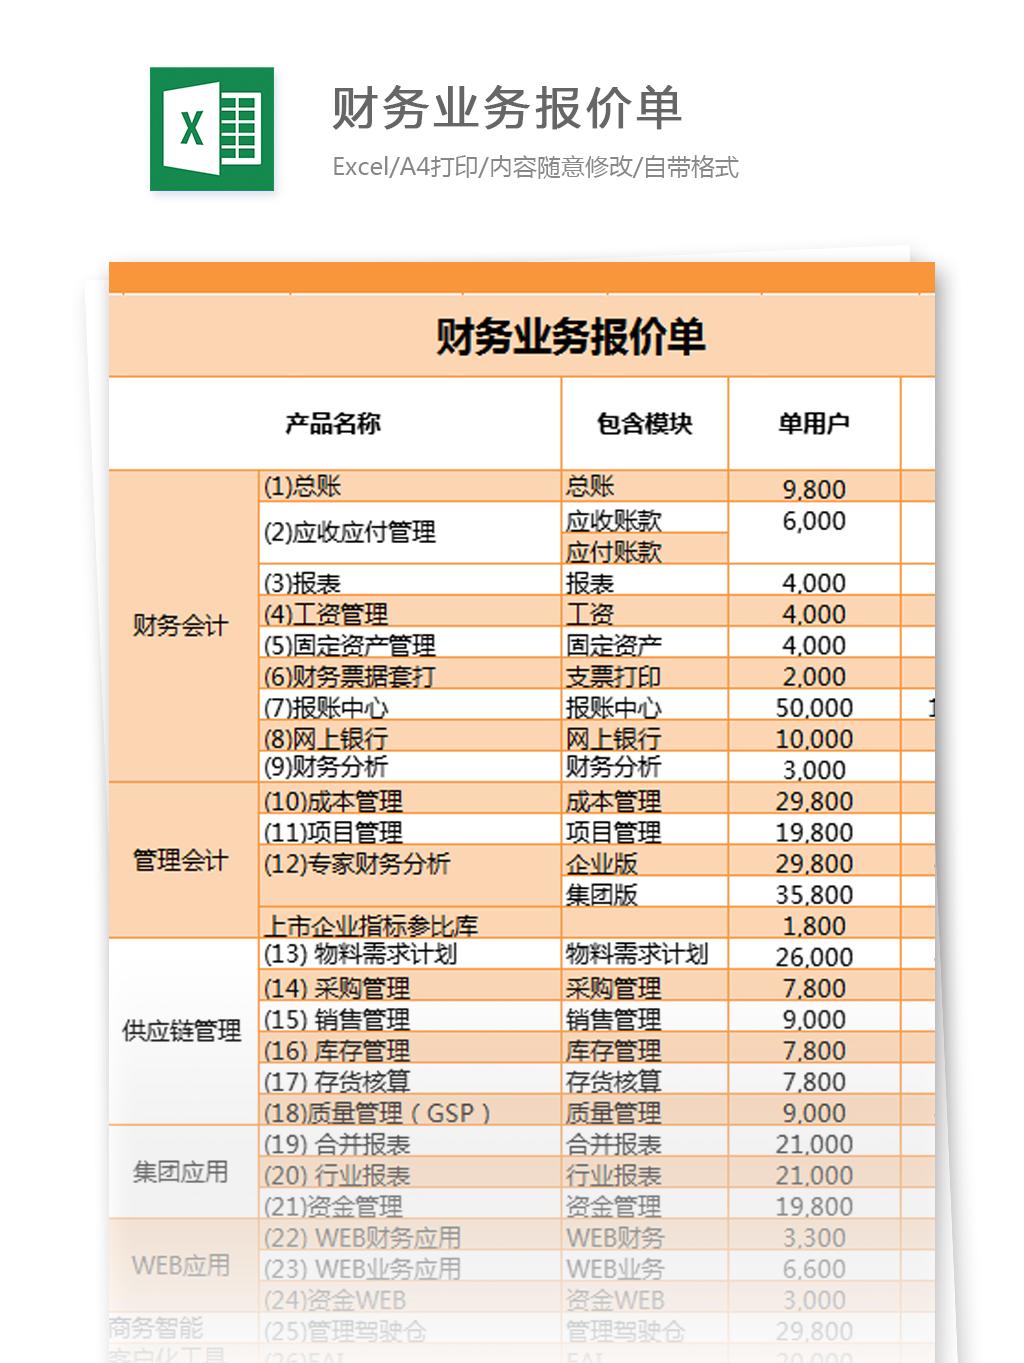 X
财务业务报价单
Excel/A4打印/内容随意修改/自带格式
财务业务报价单
产品名称 包含模块 单用户
财务会计
(1)总账 总账 9,800
(2)应收应付管理 应收账款 6,000
应付账款
(3)报表 报表 4,000
(4)工资管理 工资 4,000
(5)固定资产管理 固定资产 4,000
(6)财务票据套打 支票打印 2,000
(7)报账中心 报账中心 50,000 1
(8)网上银行 网上银行 10,000
(9)财务分析 财务分析 3,000
管理会计
(10)成本管理 成本管理 29,800
(11)项目管理 项目管理 19,800
(12)专家财务分析 企业版 29,800
集团版 35,800
上市企业指标参比库 1,800
供应链管理
(13) 物料需求计划 物料需求计划 26,000
(14) 采购管理 采购管理 7,800
(15) 销售管理 销售管理 9,000
(16) 库存管理 库存管理 7,800
(17) 存货核算 存货核算 7,800
(18)质量管理（GSP） 质量管理 9,000
集团应用
(19) 合并报表 合并报表 21,000
(20) 行业报表 行业报表 21,000
(21)资金管理 资金管理 19,800
WEB应用
(22) WEB财务应用 WEB财务 3,300
(23) WEB业务应用 WEB业务 6,600
(24)资金WEB 资金WEB 3,000
商务智能 (25)管理驾驶仓 管理驾驶仓 29,800
客户化工具 (26)EAI EAI 20,000